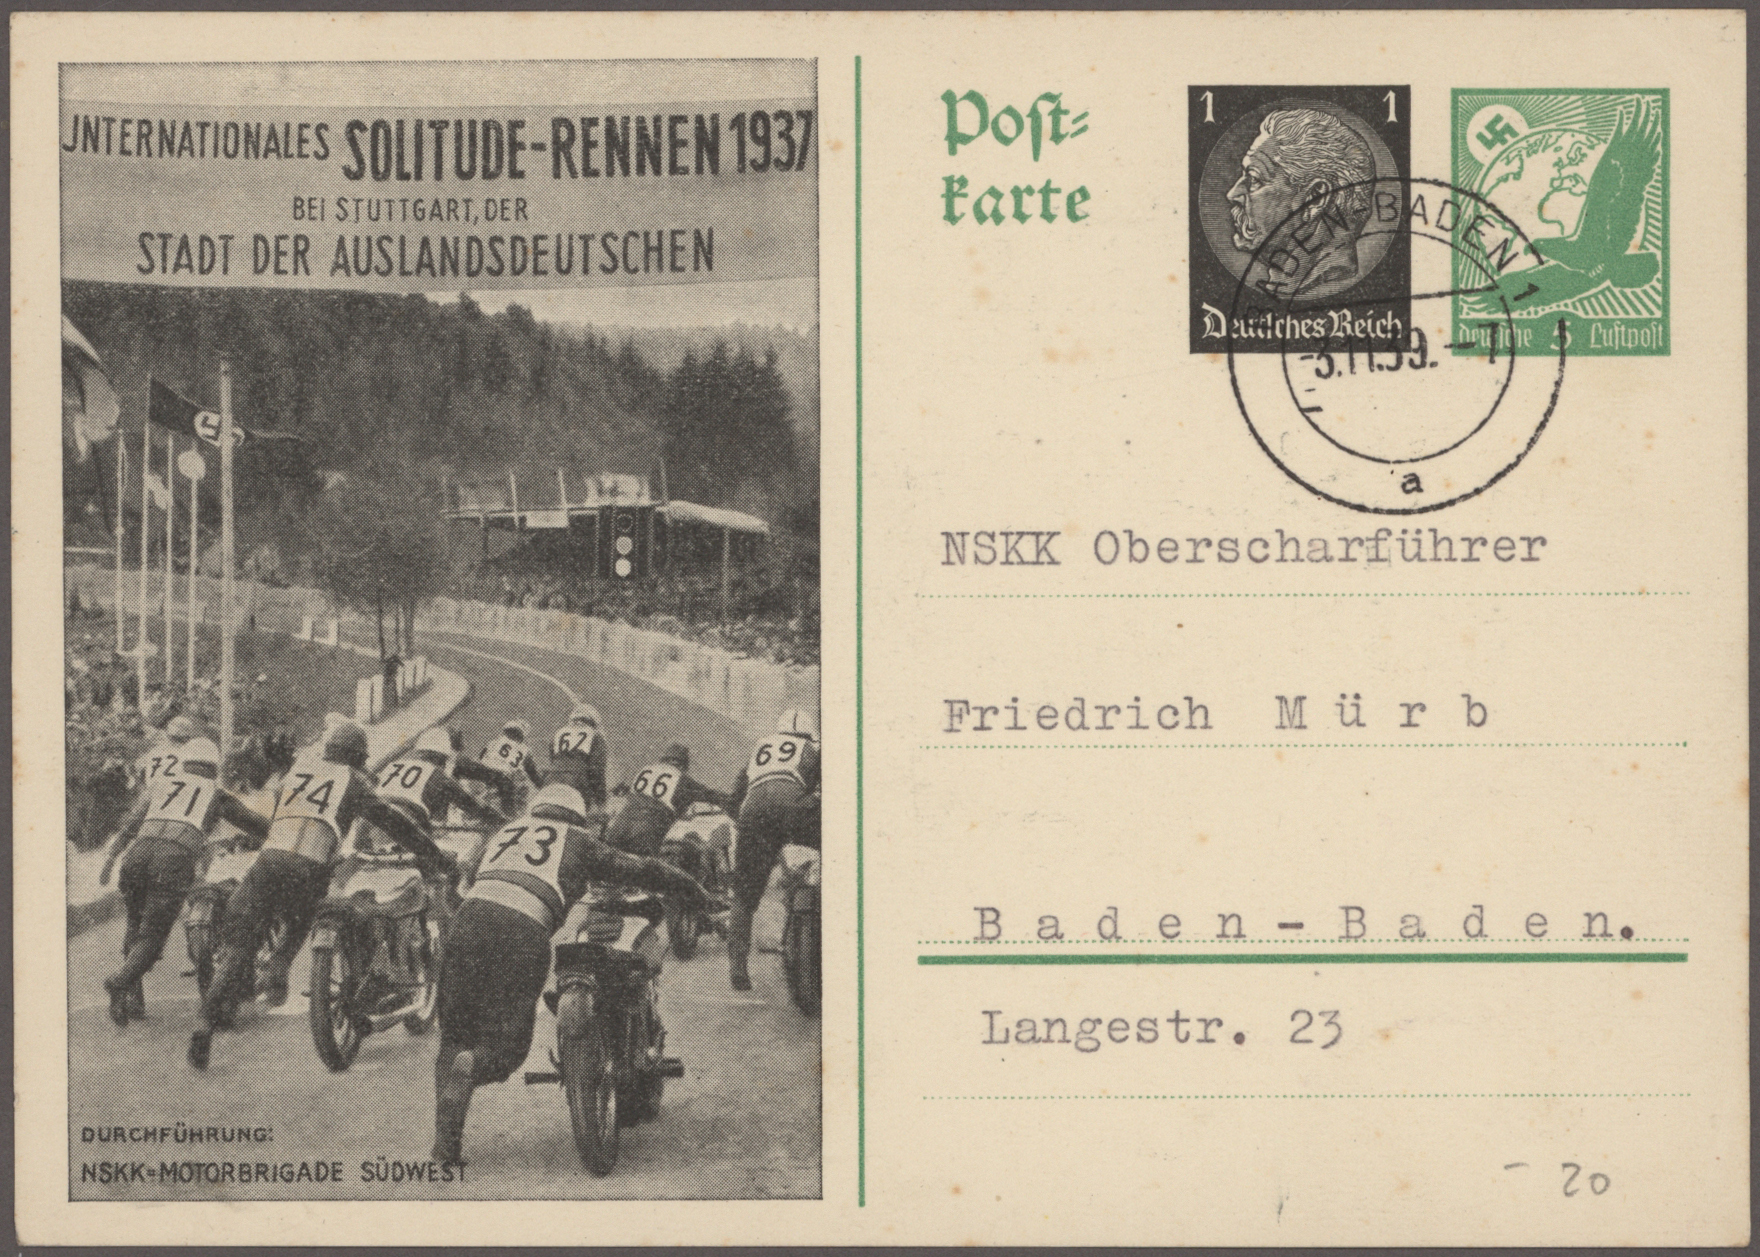 JNTERNATIONALES SOLITUDE-RENNEN 1937
BEI STUTTGART, DER
STADT DER AUSLANDSDEUTSCHEN
72
71
74
70
63
62
66
69
73
DURCHFÜHRUNG:
NSKK-MOTORBRIGADE SÜDWEST
Post-
karte
1 1
Deutsches Reich
Deutsche 5 Luftpost
BADEN-BADEN 1
-3.11.39.-7
a
NSKK Oberscharführer
Friedrich Mürb
Baden-Baden.
Langestr. 23
- 20